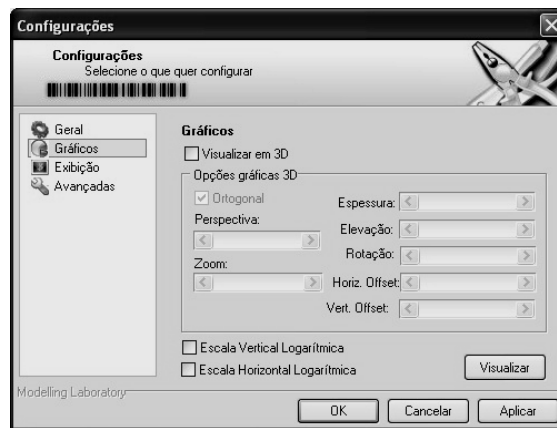 Configurações
Configurações
Selecione o que quer configurar
Geral
Gráficos
Exibição
Avançadas
Gráficos
Visualizar em 3D
Opções gráficas 3D
Ortogonal
Perspectiva:
Zoom:
Espessura:
Elevação:
Rotação:
Horiz. Offset:
Vert. Offset:
Escala Vertical Logarítmica
Escala Horizontal Logarítmica
Visualizar
Modelling Laboratory
OK
Cancelar
Aplicar